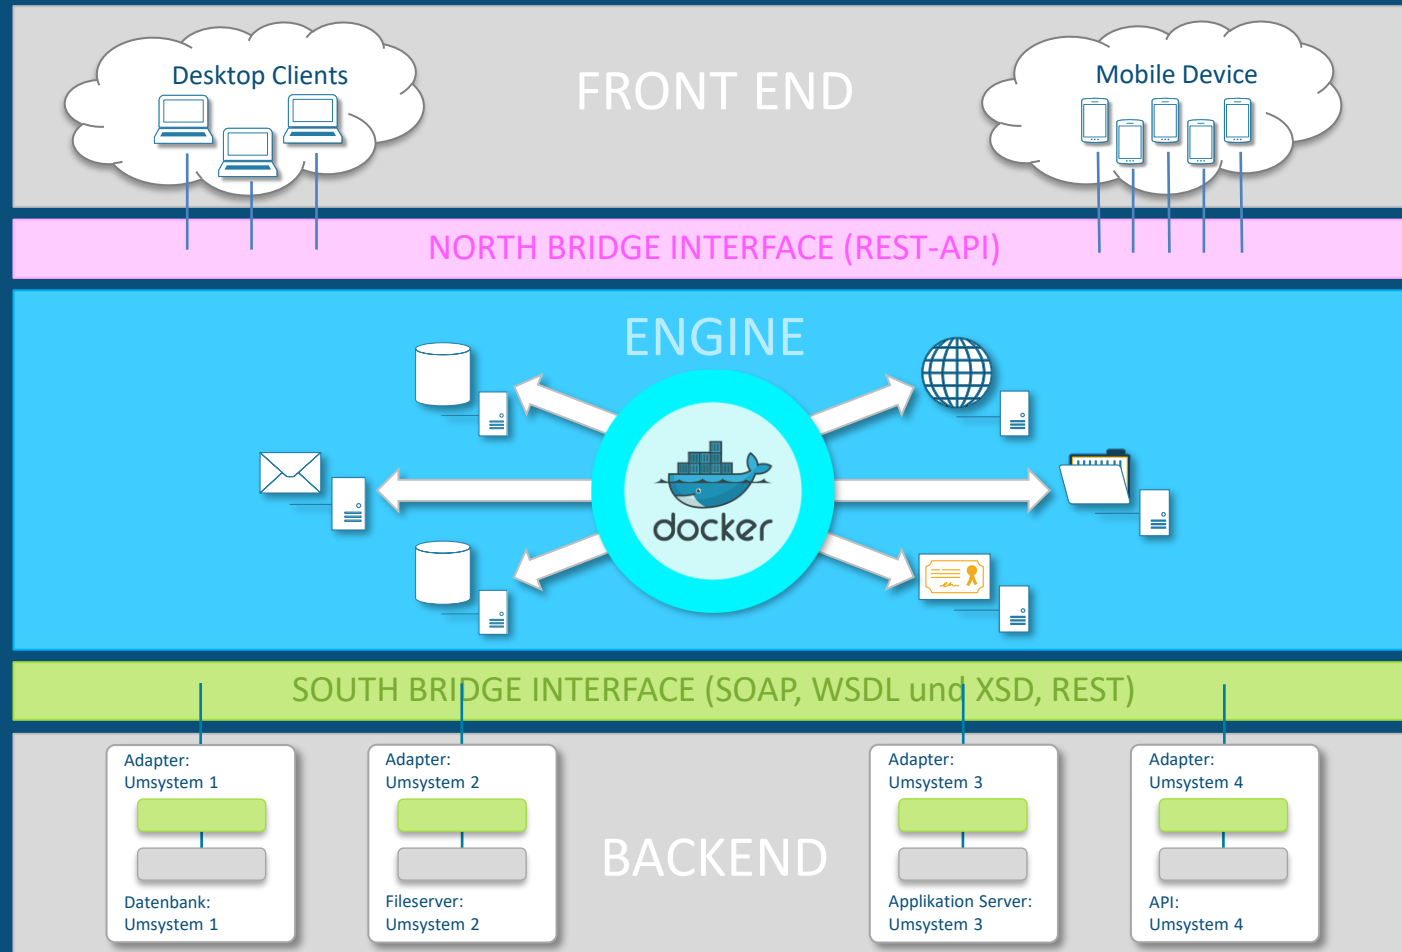 Desktop Clients
FRONT END
Mobile Device
NORTH BRIDGE INTERFACE (REST-API)
ENGINE
docker
SOUTH BRIDGE INTERFACE (SOAP, WSDL und XSD, REST)
Adapter:
Umsystem 1
Datenbank:
Umsystem 1
Adapter:
Umsystem 2
Fileserver:
Umsystem 2
BACKEND
Adapter:
Umsystem 3
Applikation Server:
Umsystem 3
Adapter:
Umsystem 4
API:
Umsystem 4